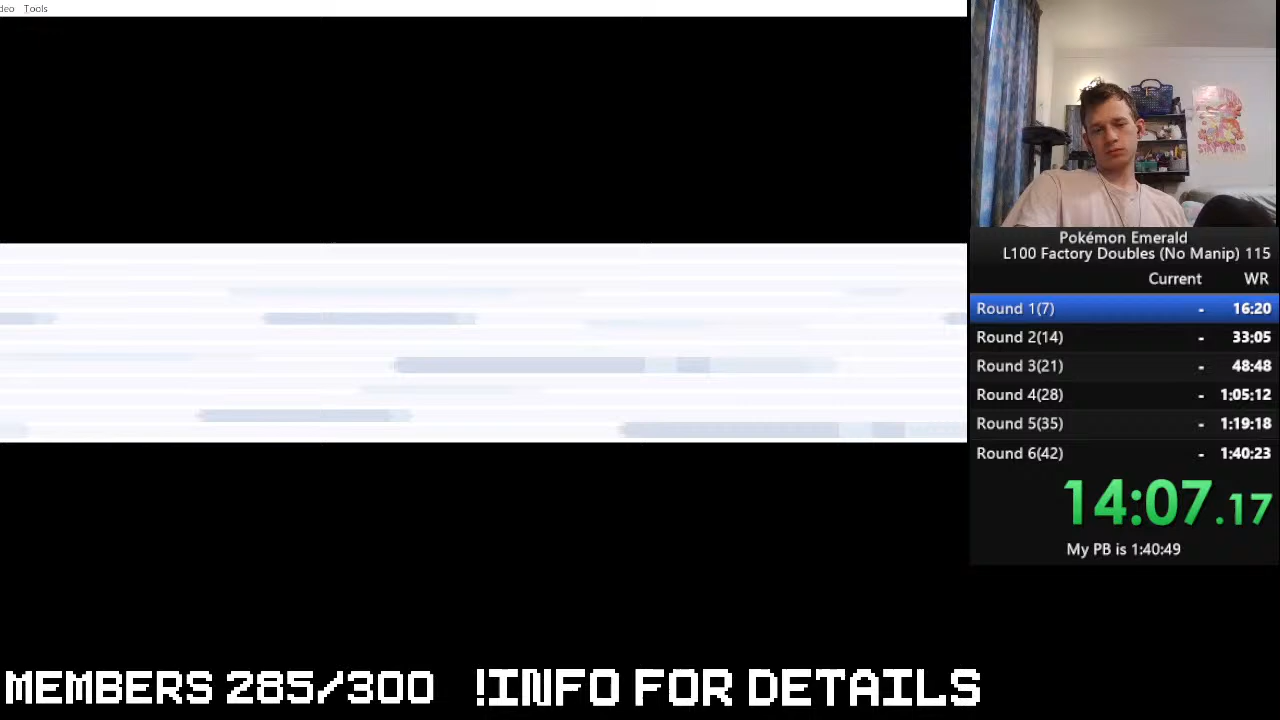 deo Tools
Pokémon Emerald
L100 Factory Doubles (No Manip) 115
Current WR
Round 1(7) - 16:20
Round 2(14) - 33:05
Round 3(21) - 48:48
Round 4(28) - 1:05:12
Round 5(35) - 1:19:18
Round 6(42) - 1:40:23
14:07.17
My PB is 1:40:49
MEMBERS 285/300 !INFO FOR DETAILS